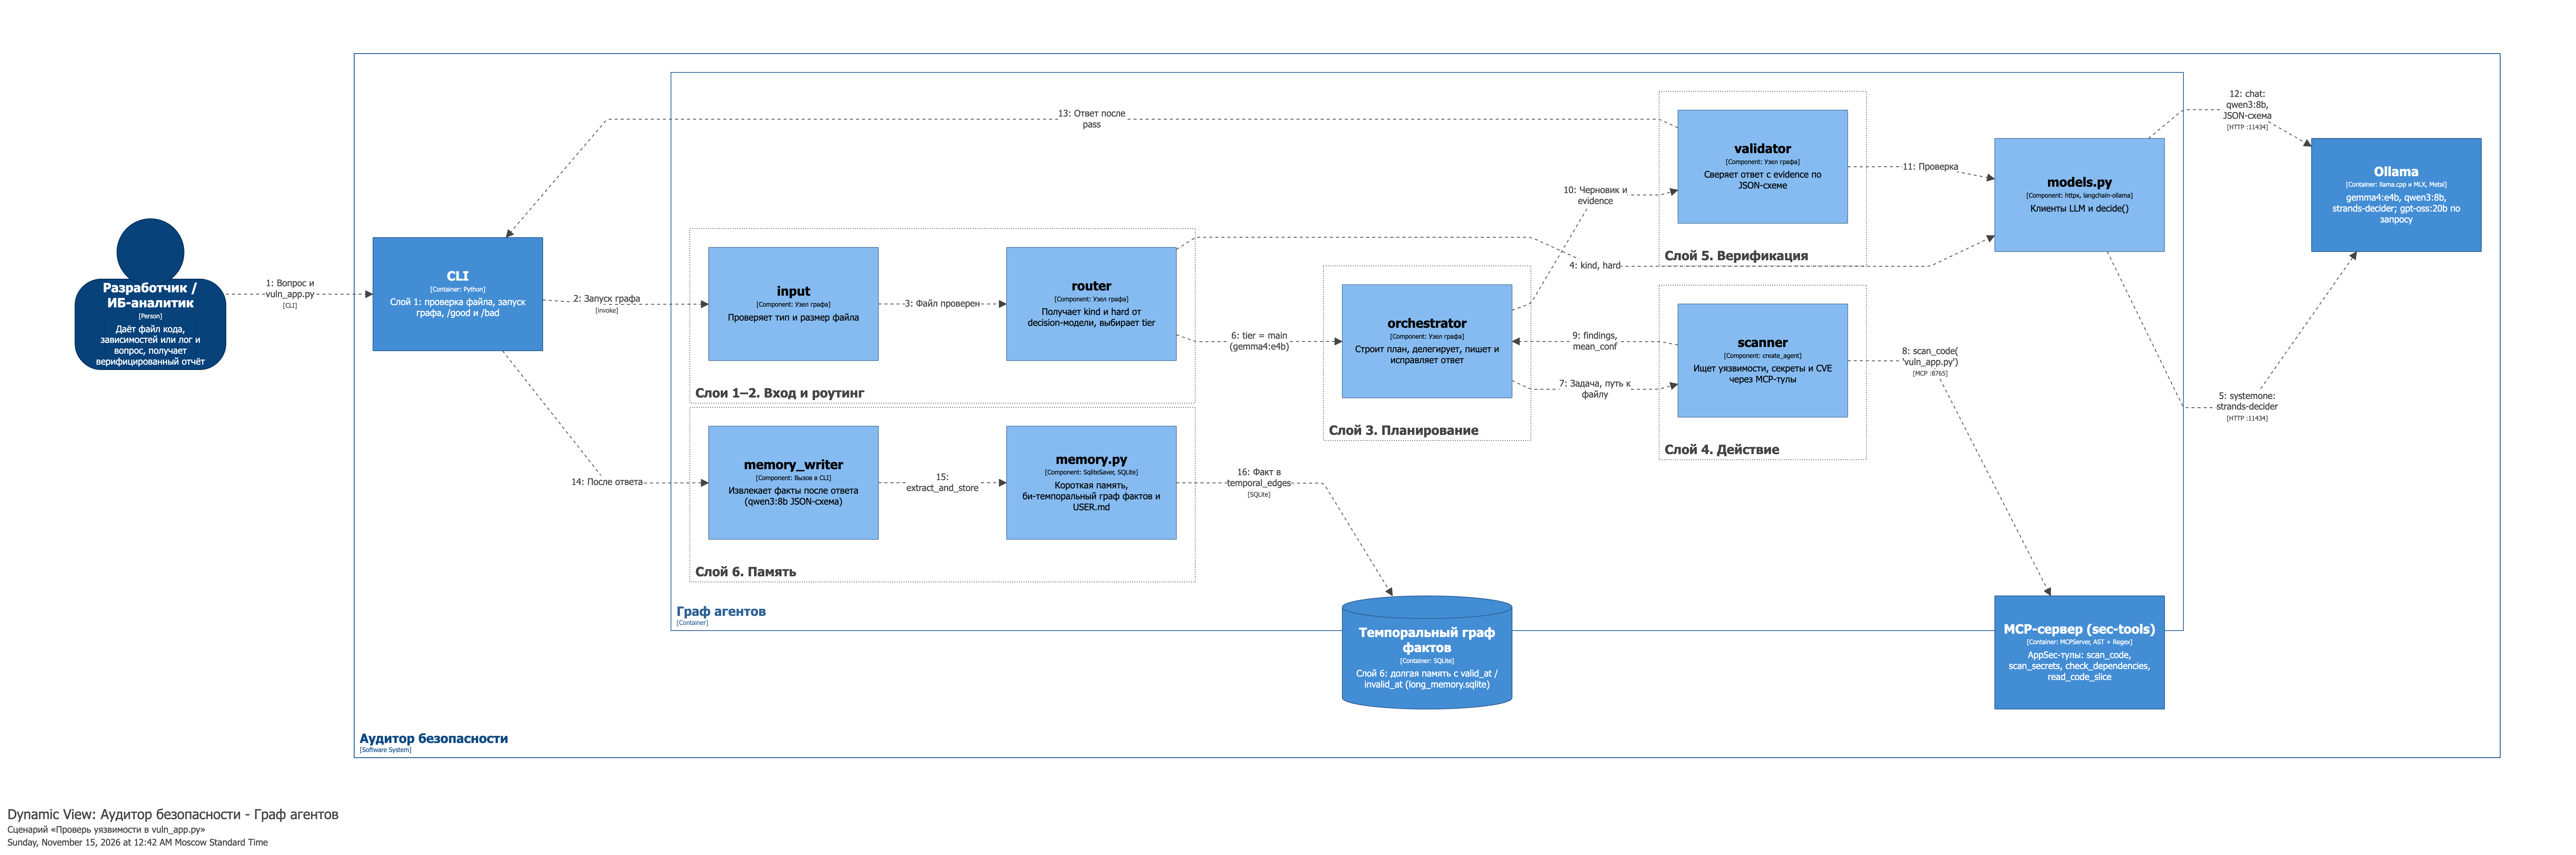 Разработчик /
ИБ-аналитик
[Person]
Даёт файл кода,
зависимостей или лог и
вопрос, получает
верифицированный отчёт
1: Вопрос и
vuln_app.py
[CLI]
CLI
[Container: Python]
Слой 1: проверка файла, запуск
графа, /good и /bad
2: Запуск графа
[invoke]
input
[Component: Узел графа]
Проверяет тип и размер файла
3: Файл проверен
router
[Component: Узел графа]
Получает kind и hard от
decision-модели, выбирает tier
Слои 1–2. Вход и роутинг
4: kind, hard
6: tier = main
(gemma4:e4b)
orchestrator
[Component: Узел графа]
Строит план, делегирует, пишет и
исправляет ответ
Слой 3. Планирование
7: Задача, путь к
файлу
9: findings,
mean_conf
10: Черновик и
evidence
scanner
[Component: create_agent]
Ищет уязвимости, секреты и CVE
через MCP-тулы
Слой 4. Действие
8: scan_code(
'vuln_app.py')
[MCP :8765]
validator
[Component: Узел графа]
Сверяет ответ с evidence по
JSON-схеме
Слой 5. Верификация
11: Проверка
models.py
[Component: httpx, langchain-ollama]
Клиенты LLM и decide()
12: chat:
qwen3:8b,
JSON-схема
[HTTP :11434]
Ollama
[Container: llama.cpp и MLX, Metal]
gemma4:e4b, qwen3:8b,
strands-decider; gpt-oss:20b по
запросу
5: systemone:
strands-decider
[HTTP :11434]
13: Ответ после
pass
14: После ответа
memory_writer
[Component: Вызов в CLI]
Извлекает факты после ответа
(qwen3:8b JSON-схема)
15:
extract_and_store
memory.py
[Component: SqliteSaver, SQLite]
Короткая память,
би-темпоральный граф фактов и
USER.md
Слой 6. Память
16: Факт в
temporal_edges
[SQLite]
Темпоральный граф
фактов
[Container: SQLite]
Слой 6: долгая память с valid_at /
invalid_at (long_memory.sqlite)
MCP-сервер (sec-tools)
[Container: MCPServer, AST + Regex]
AppSec-тулы: scan_code,
scan_secrets, check_dependencies,
read_code_slice
Граф агентов
[Container]
Аудитор безопасности
[Software System]
Dynamic View: Аудитор безопасности - Граф агентов
Сценарий «Проверь уязвимости в vuln_app.py»
Sunday, November 15, 2026 at 12:42 AM Moscow Standard Time